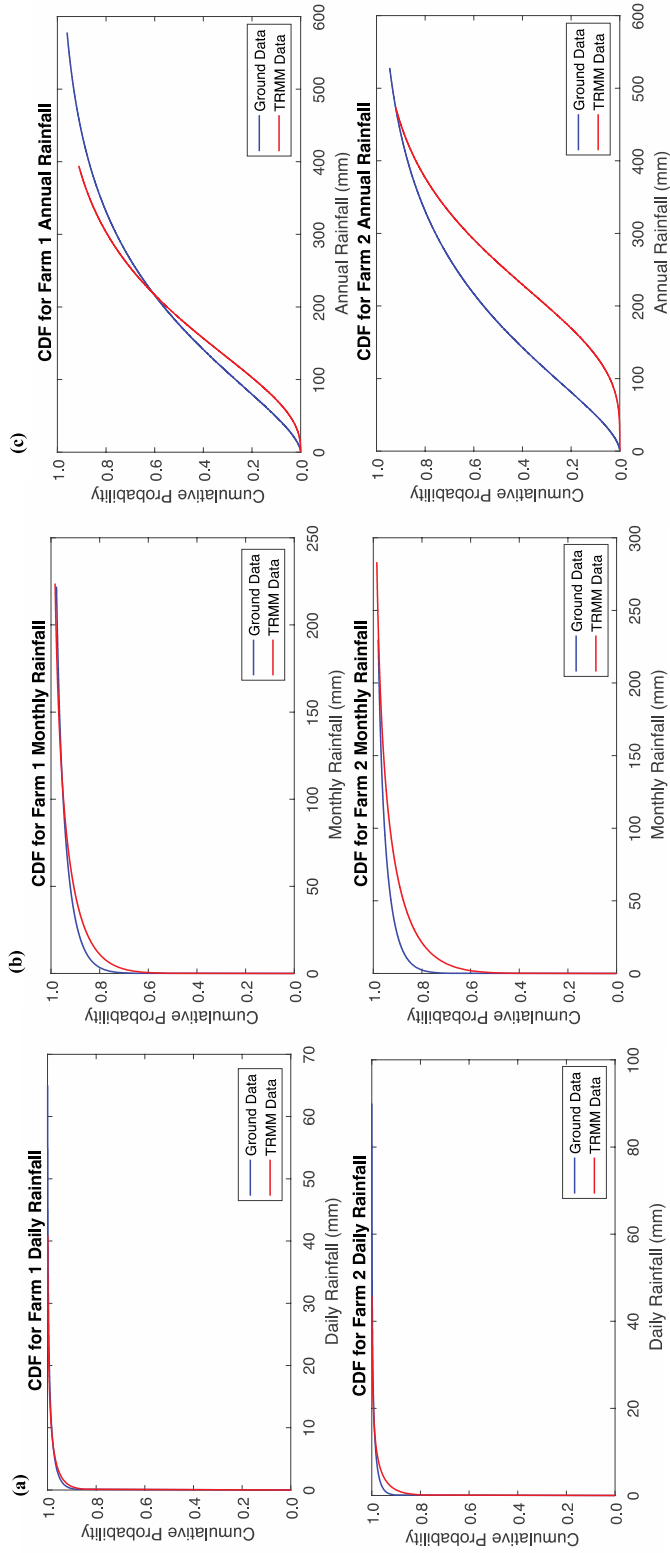 (a)
CDF for Farm 1 Daily Rainfall
1.0
0.8
0.6
0.4
0.2
0.0
Cumulative Probability
0
10
20
30
40
50
60
70
Daily Rainfall (mm)
Ground Data
TRMM Data
CDF for Farm 2 Daily Rainfall
1.0
0.8
0.6
0.4
0.2
0.0
Cumulative Probability
0
20
40
60
80
100
Daily Rainfall (mm)
Ground Data
TRMM Data
(b)
CDF for Farm 1 Monthly Rainfall
1.0
0.8
0.6
0.4
0.2
0.0
Cumulative Probability
0
50
100
150
200
250
Monthly Rainfall (mm)
Ground Data
TRMM Data
CDF for Farm 2 Monthly Rainfall
1.0
0.8
0.6
0.4
0.2
0.0
Cumulative Probability
0
50
100
150
200
250
300
Monthly Rainfall (mm)
Ground Data
TRMM Data
(c)
CDF for Farm 1 Annual Rainfall
1.0
0.8
0.6
0.4
0.2
0.0
Cumulative Probability
0
100
200
300
400
500
600
Annual Rainfall (mm)
Ground Data
TRMM Data
CDF for Farm 2 Annual Rainfall
1.0
0.8
0.6
0.4
0.2
0.0
Cumulative Probability
0
100
200
300
400
500
600
Annual Rainfall (mm)
Ground Data
TRMM Data